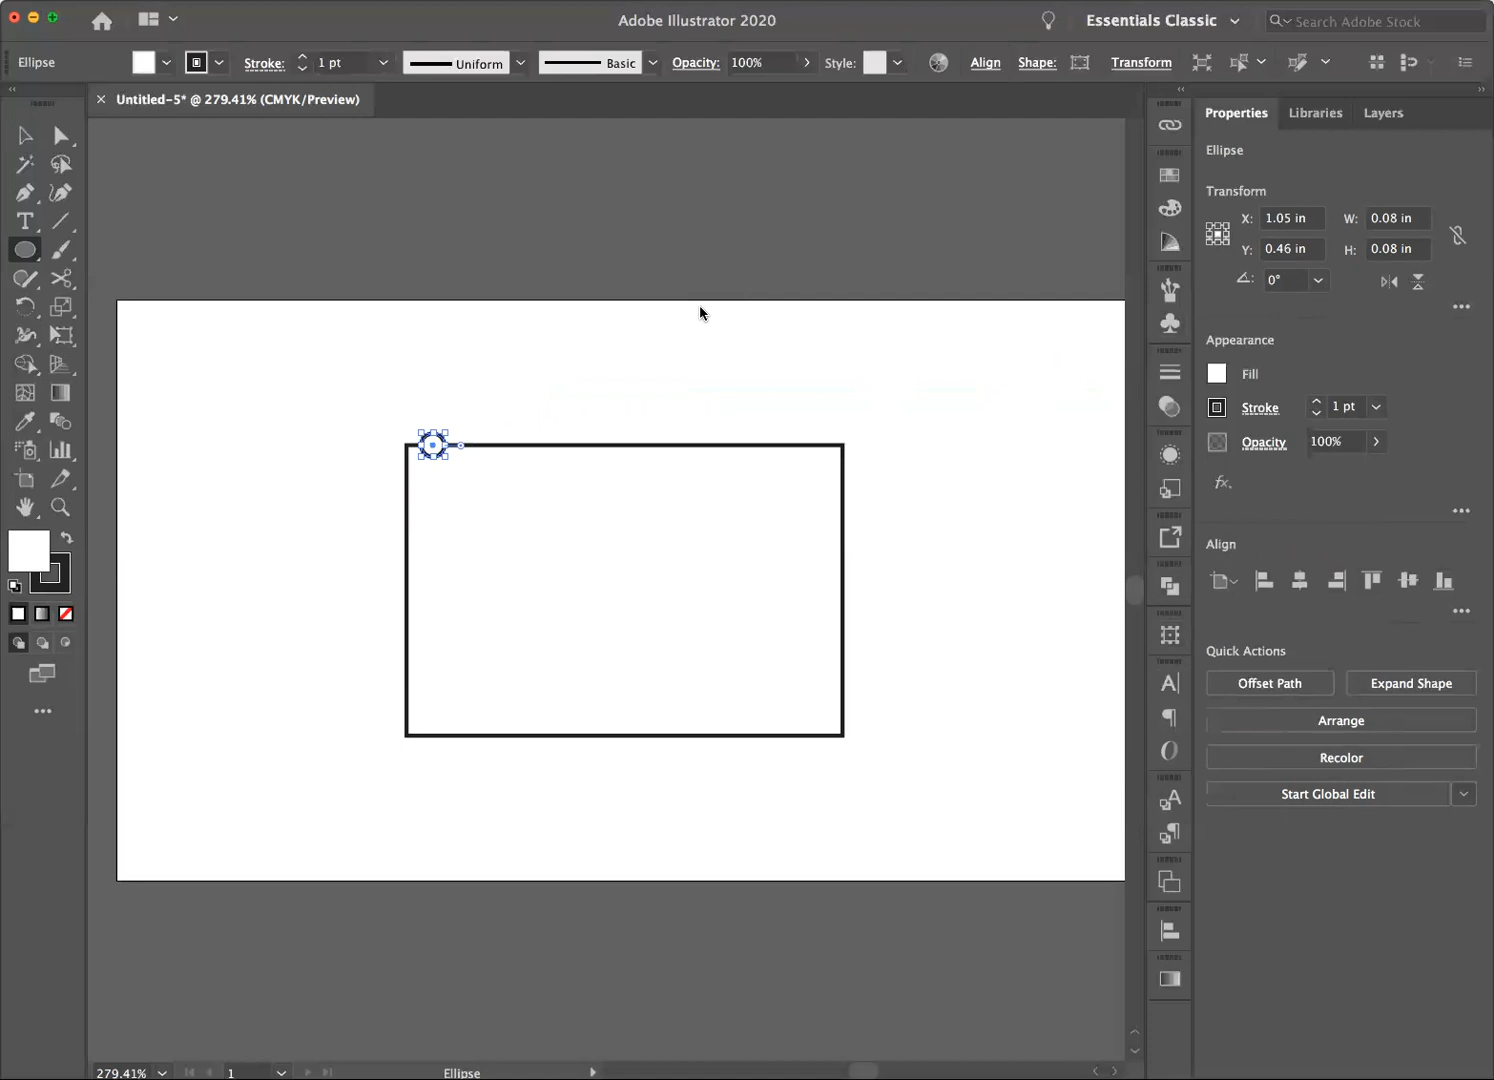 Adobe Illustrator 2020
Essentials Classic
Search Adobe Stock
Ellipse
Stroke:
1 pt
Uniform
Basic
Opacity:
100%
Style:
Align
Shape:
Transform
Untitled-5* @ 279.41% (CMYK/Preview)
Properties
Libraries
Layers
Ellipse
Transform
X: 1.05 in
W: 0.08 in
Y: 0.46 in
H: 0.08 in
0°
Appearance
Fill
Stroke
1 pt
Opacity
100%
fx.
Align
Quick Actions
Offset Path
Expand Shape
Arrange
Recolor
Start Global Edit
279.41%
1
Ellipse